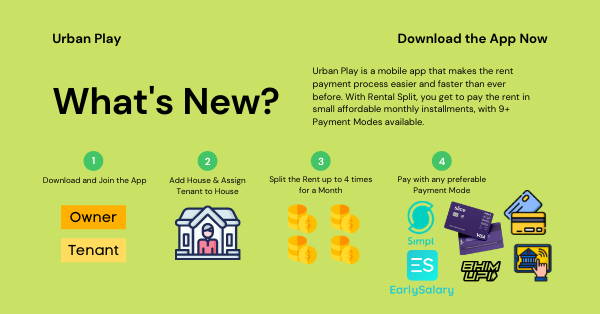 Urban Play
Download the App Now
What's New?
Urban Play is a mobile app that makes the rent
payment process easier and faster than ever
before. With Rental Split, you get to pay the rent in
small affordable monthly installments, with 9+
Payment Modes available.
1
Download and Join the App
Owner
Tenant
2
Add House & Assign
Tenant to House
3
Split the Rent up to 4 times
for a Month
4
Pay with any preferable
Payment Mode
Simpl
slice
VISA
ES
EarlySalary
BHIM
UPI